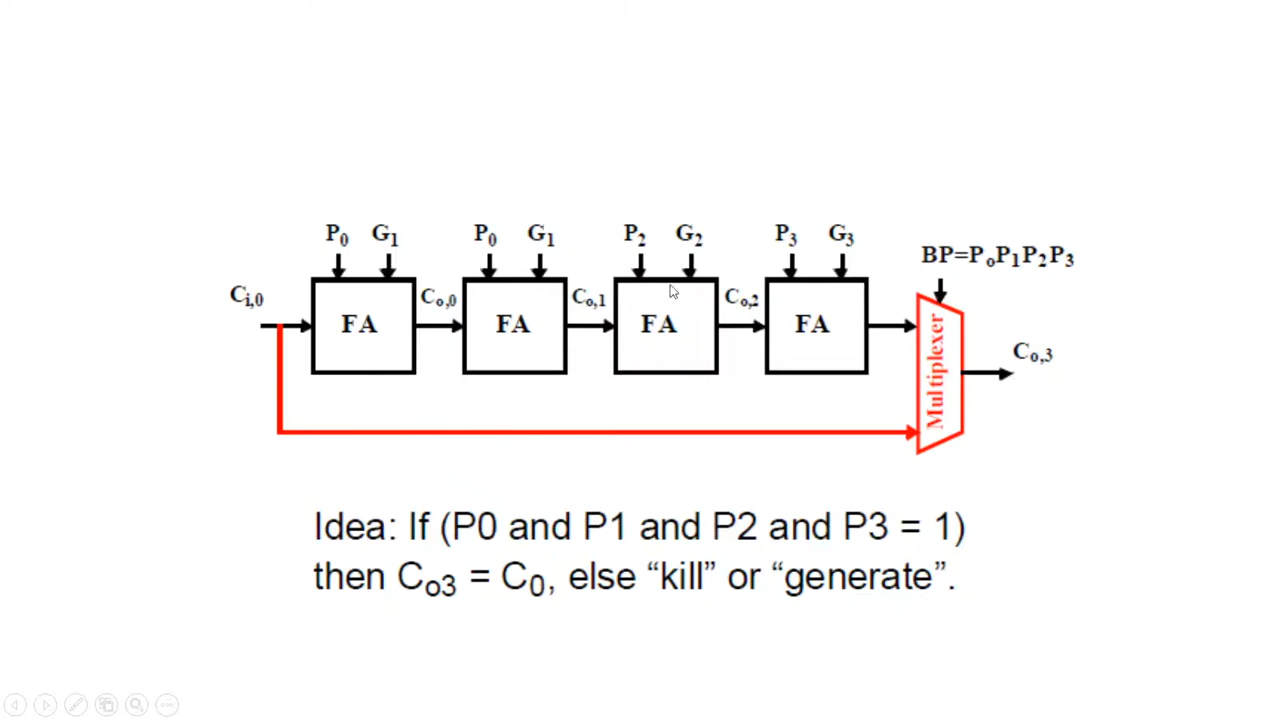 P0 G1 P0 G1 P2 G2 P3 G3
BP=PoP1P2P3
Ci,0 Co,0 Co,1 Co,2
FA FA FA FA
Multiplexer
Co,3
Idea: If (P0 and P1 and P2 and P3 = 1)
then Co3 = C0, else “kill” or “generate”.